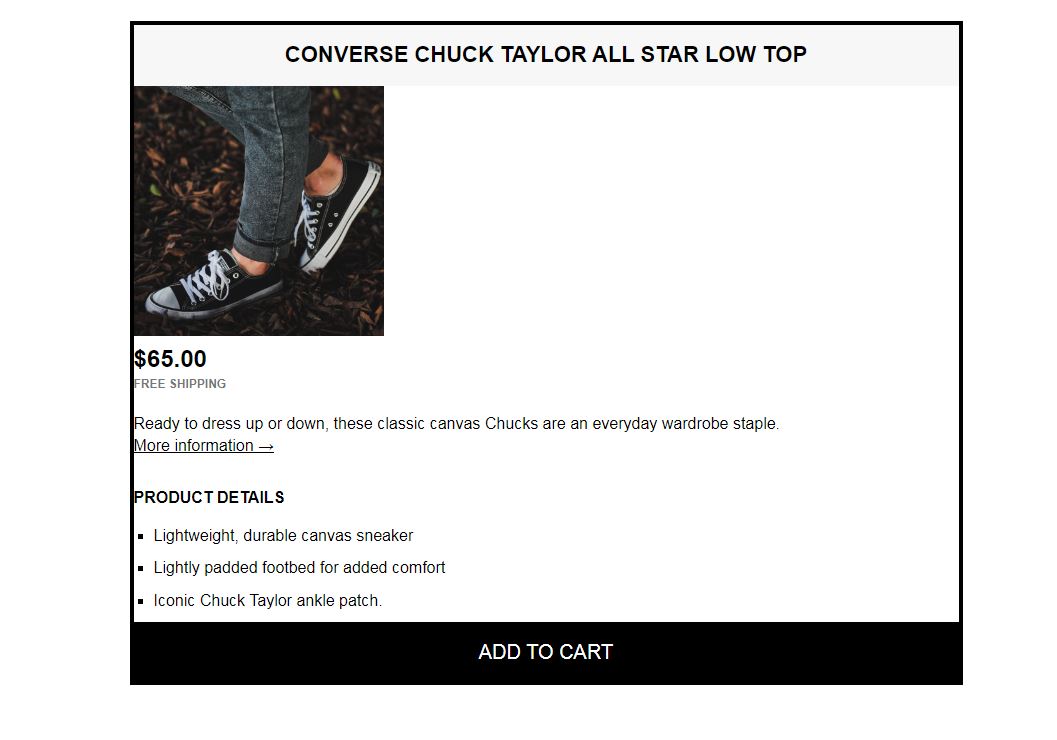 CONVERSE CHUCK TAYLOR ALL STAR LOW TOP
$65.00
FREE SHIPPING
Ready to dress up or down, these classic canvas Chucks are an everyday wardrobe staple.
More information →
PRODUCT DETAILS
Lightweight, durable canvas sneaker
Lightly padded footbed for added comfort
Iconic Chuck Taylor ankle patch.
ADD TO CART